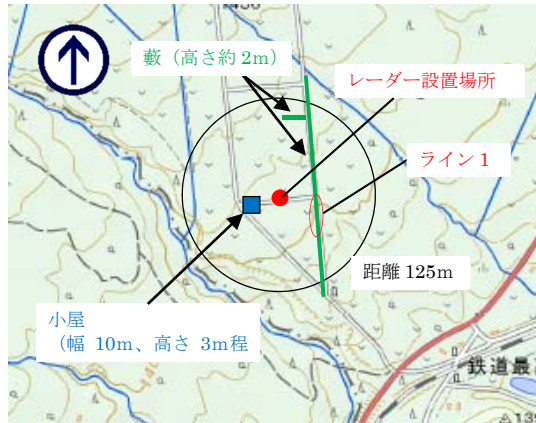 藪（高さ約 2m）
レーダー設置場所
ライン 1
距離 125m
小屋
（幅 10m、高さ 3m程
鉄道最